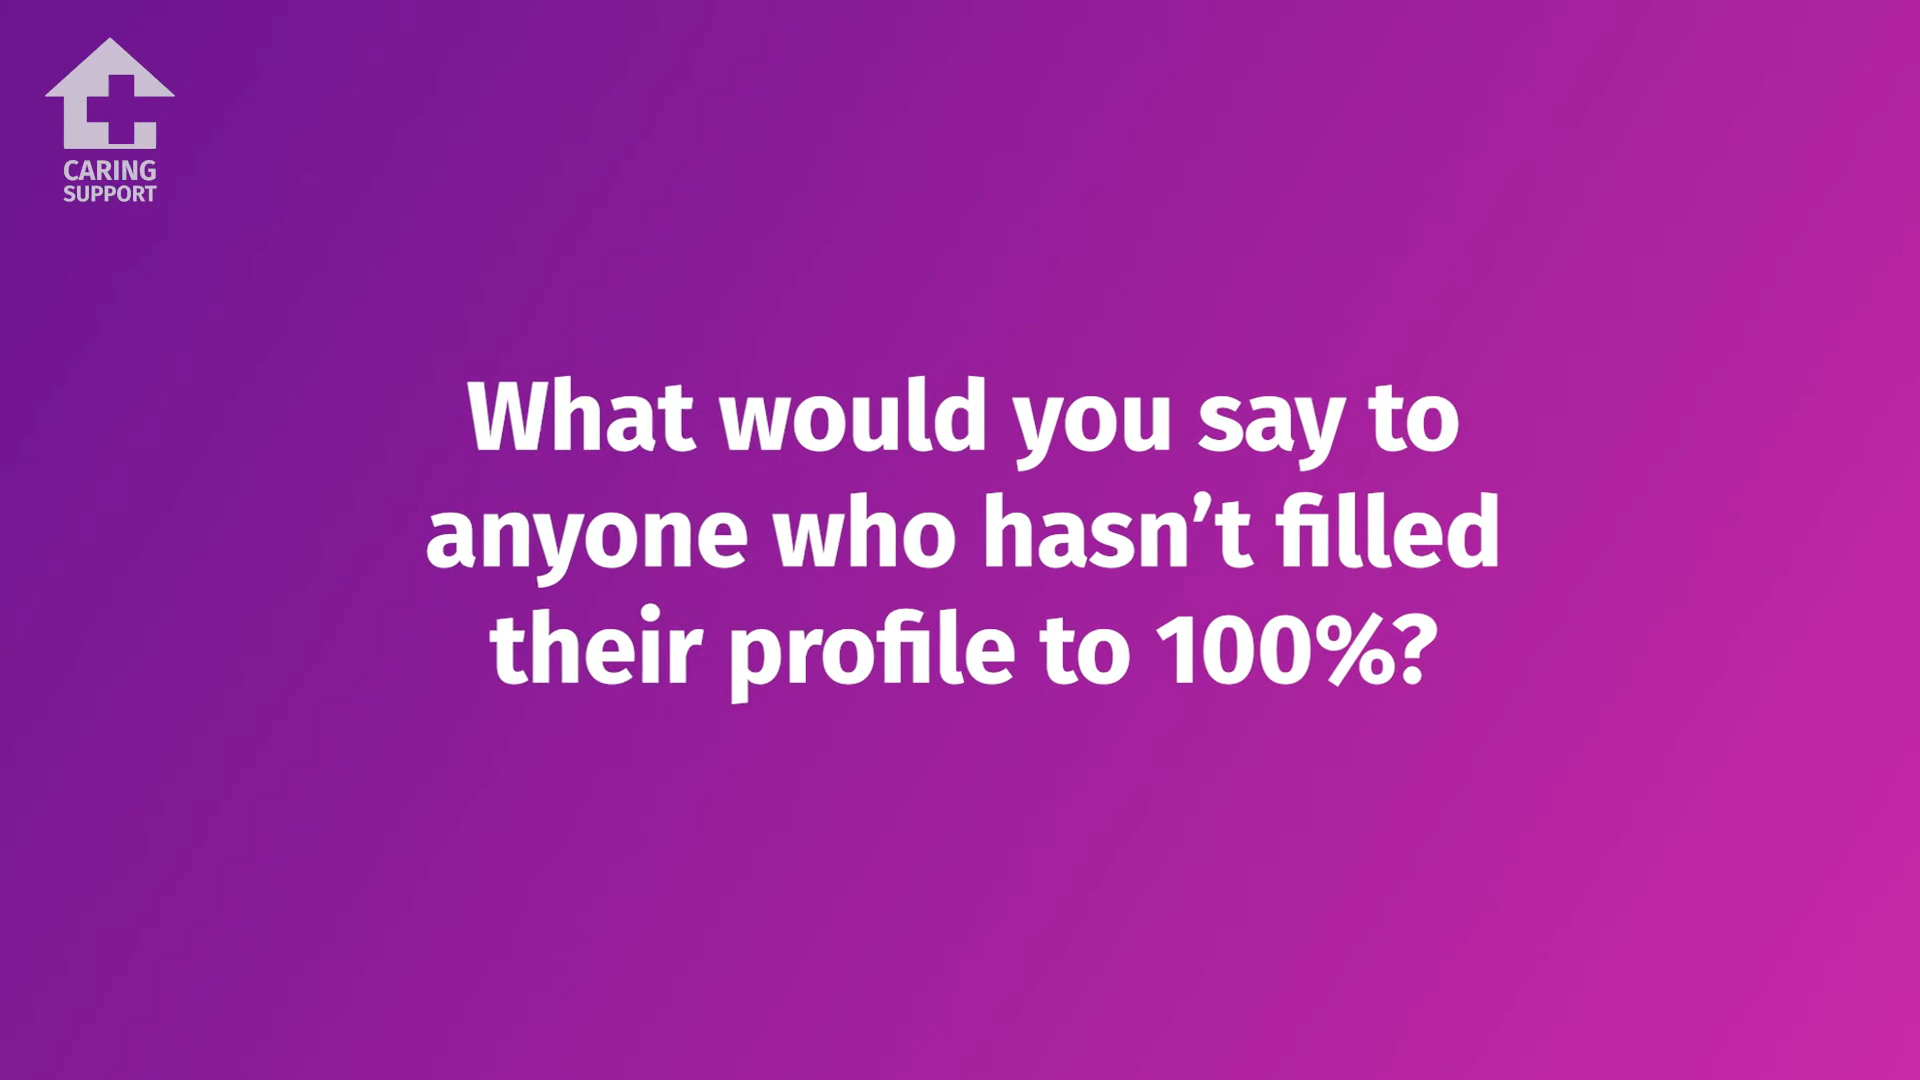 CARING
SUPPORT
What would you say to
anyone who hasn’t filled
their profile to 100%?